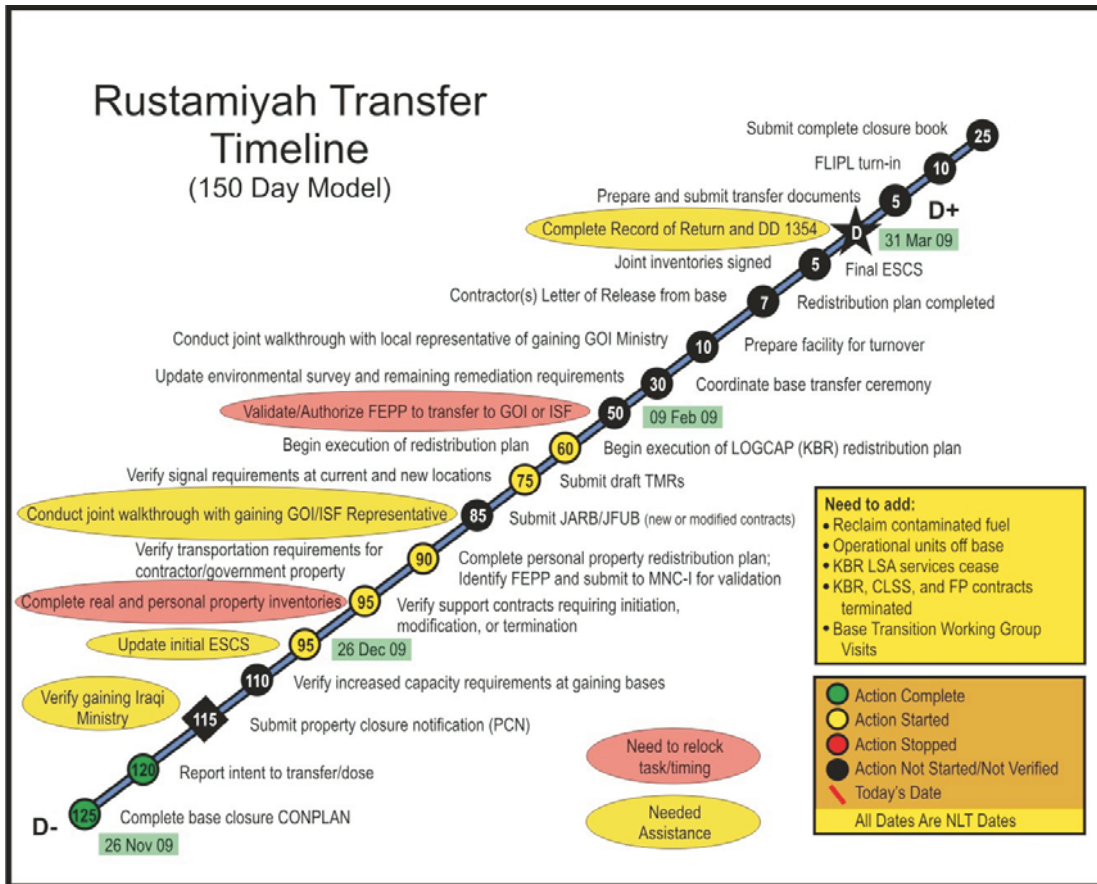 Rustamiyah Transfer
Timeline
(150 Day Model)
Submit complete closure book
25
FLIPL turn-in
10
Prepare and submit transfer documents
5
D+
Complete Record of Return and DD 1354
D
31 Mar 09
Joint inventories signed
5
Final ESCS
Contractor(s) Letter of Release from base
7
Redistribution plan completed
Conduct joint walkthrough with local representative of gaining GOI Ministry
10
Prepare facility for turnover
Update environmental survey and remaining remediation requirements
30
Coordinate base transfer ceremony
Validate/Authorize FEPP to transfer to GOI or ISF
50
09 Feb 09
Begin execution of redistribution plan
60
Begin execution of LOGCAP (KBR) redistribution plan
Verify signal requirements at current and new locations
75
Submit draft TMRs
Conduct joint walkthrough with gaining GOI/ISF Representative
85
Submit JARB/JFUB (new or modified contracts)
Verify transportation requirements for
contractor/government property
90
Complete personal property redistribution plan;
Identify FEPP and submit to MNC-I for validation
Complete real and personal property inventories
95
Verify support contracts requiring initiation,
modification, or termination
Update initial ESCS
95
26 Dec 09
110
Verify increased capacity requirements at gaining bases
Verify gaining Iraqi
Ministry
115
Submit property closure notification (PCN)
120
Report intent to transfer/dose
D-
125
Complete base closure CONPLAN
26 Nov 09
Need to relock
task/timing
Needed
Assistance
Need to add:
• Reclaim contaminated fuel
• Operational units off base
• KBR LSA services cease
• KBR, CLSS, and FP contracts
terminated
• Base Transition Working Group
Visits
Action Complete
Action Started
Action Stopped
Action Not Started/Not Verified
Today's Date
All Dates Are NLT Dates